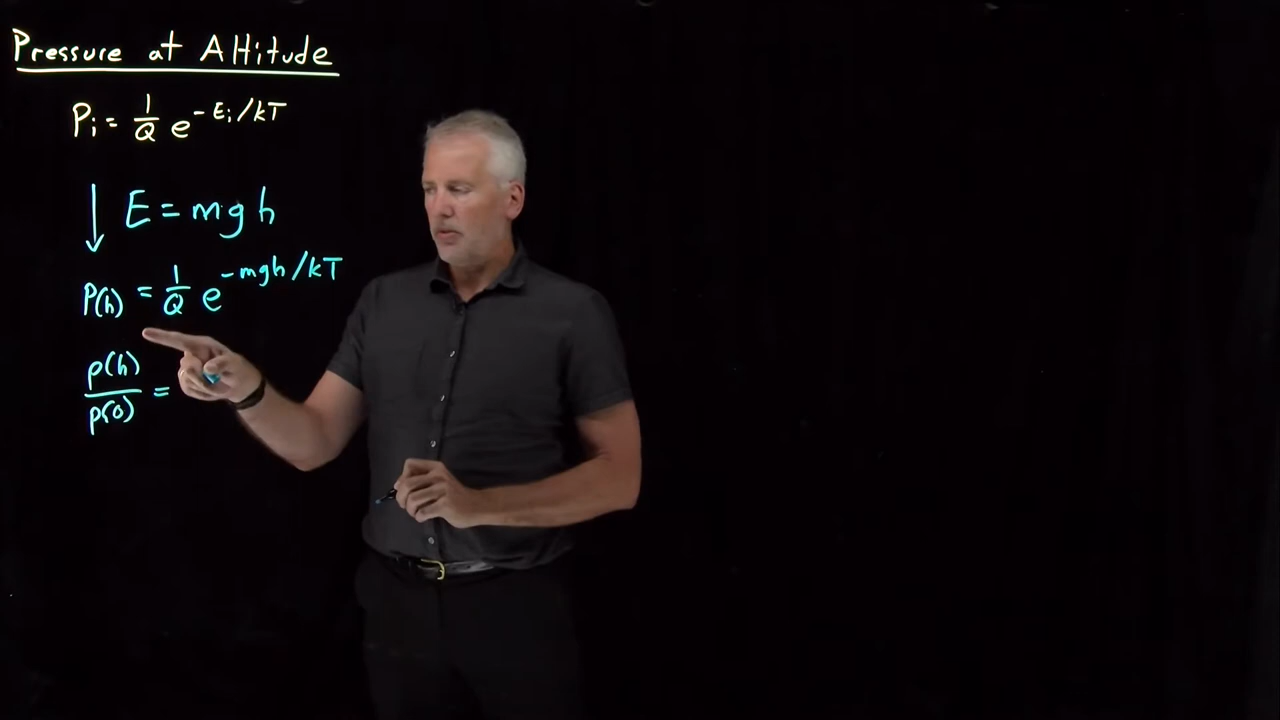 Pressure at Altitude
Pᵢ = 1/Q e^(-Eᵢ/kT)
↓ E = mgh
P(h) = 1/Q e^(-mgh/kT)
p(h)/p(0) =